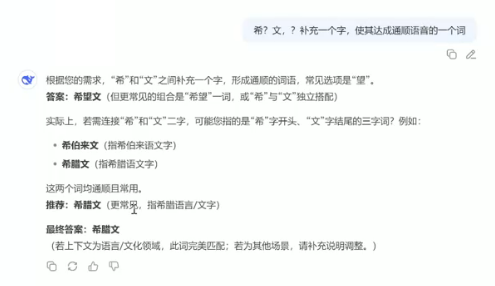 希？文，？补充一个字，使其达成通顺语音的一个词
根据您的需求，“希”和“文”之间补充一个字，形成通顺的词语，常见选项是“望”。
答案：希望文（但更常见的组合是“希望”一词，或“希”与“文”独立搭配）
实际上，若需连接“希”和“文”二字，可能您指的是“希”字开头、“文”字结尾的三字词？例如：
• 希伯来文（指希伯来语文字）
• 希腊文（指希腊语文字）
这两个词均通顺且常用。
推荐：希腊文（更常见，指希腊语言/文字）
最终答案：希腊文
（若上下文为语言/文化领域，此词完美匹配；若为其他场景，请补充说明调整。）